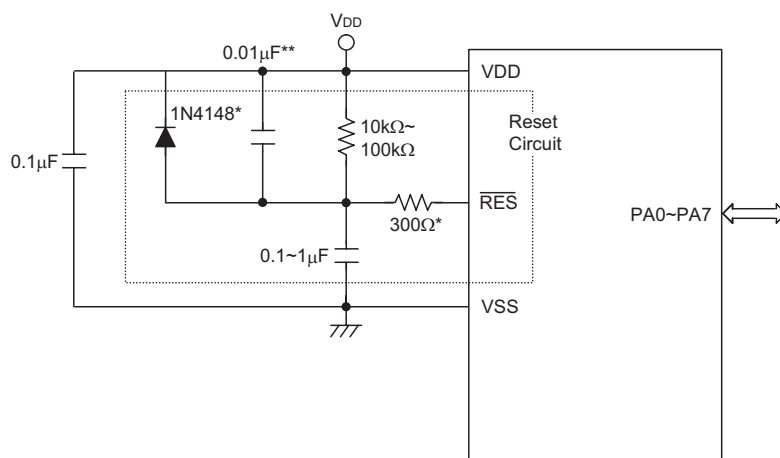 VDD
0.01μF**
VDD
1N4148*
10kΩ~
100kΩ
Reset
Circuit
0.1μF
RES
300Ω*
PA0~PA7
0.1~1μF
VSS